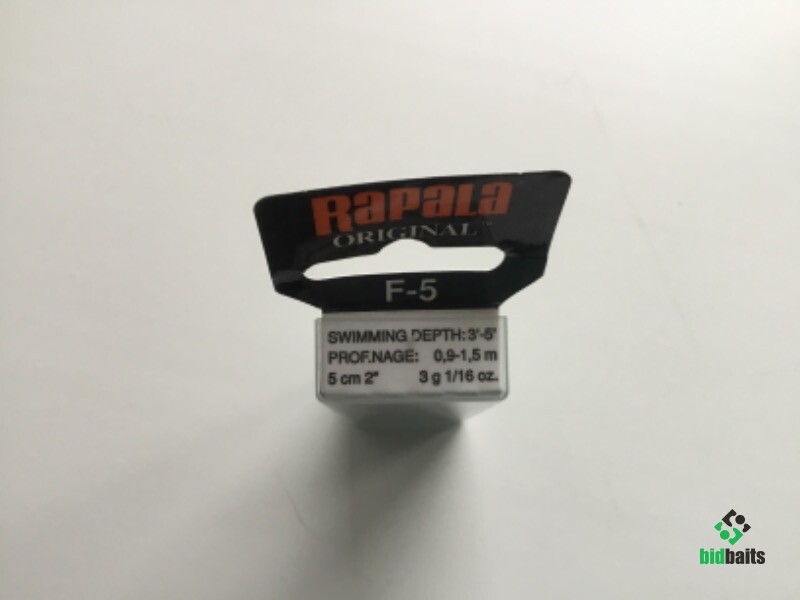 RAPALA
ORIGINAL
F-5
SWIMMING DEPTH: 3'-5'
PROF.NAGE: 0,9-1,5 m
5 cm 2" 3 g 1/16 oz.
bidbaits